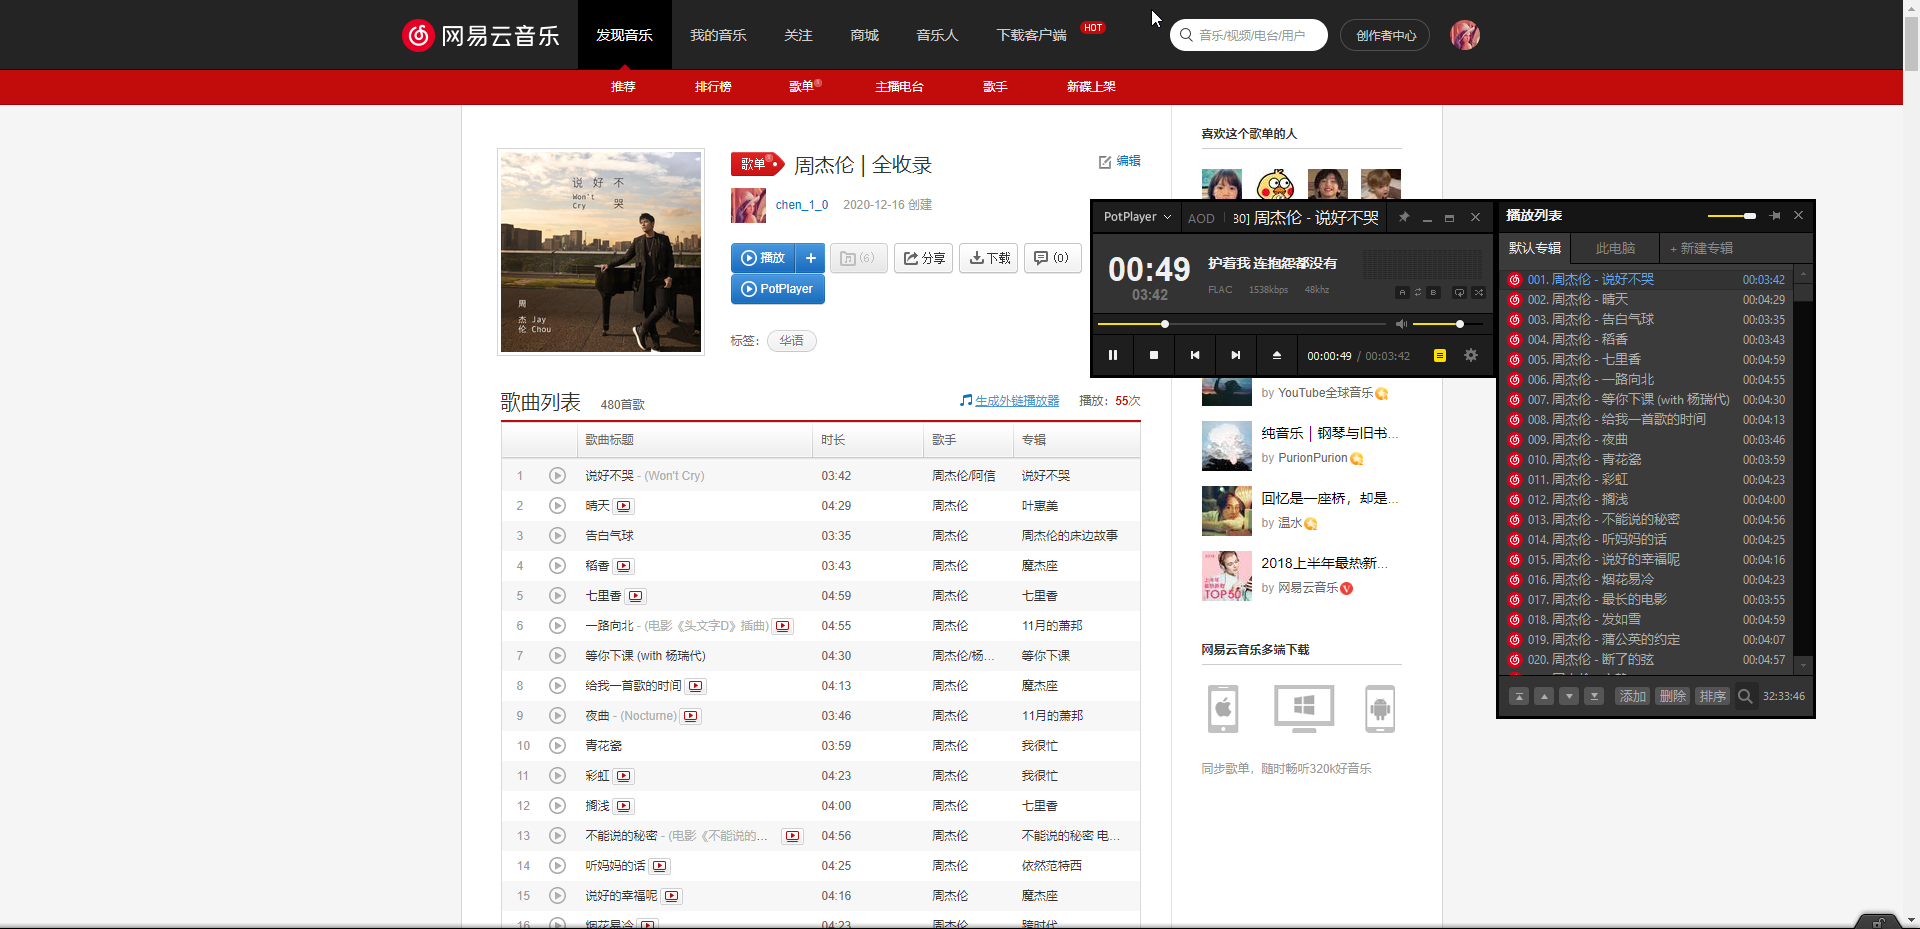 网易云音乐
发现音乐 我的音乐 关注 商城 音乐人 下载客户端 HOT
音乐/视频/电台/用户 创作者中心
推荐 排行榜 歌单 主播电台 歌手 新碟上架
说 好 不 哭
Won't Cry
周 杰 伦 Jay Chou
歌单 周杰伦 | 全收录 编辑
chen_1_0 2020-12-16 创建
播放 + (6) 分享 下载 (0)
PotPlayer
标签： 华语
歌曲列表 480首歌 生成外链播放器 播放：55次
歌曲标题 时长 歌手 专辑
1 说好不哭 - (Won't Cry) 03:42 周杰伦/阿信 说好不哭
2 晴天 04:29 周杰伦 叶惠美
3 告白气球 03:35 周杰伦 周杰伦的床边故事
4 稻香 03:43 周杰伦 魔杰座
5 七里香 04:59 周杰伦 七里香
6 一路向北 - (电影《头文字D》插曲) 04:55 周杰伦 11月的萧邦
7 等你下课 (with 杨瑞代) 04:30 周杰伦/杨... 等你下课
8 给我一首歌的时间 04:13 周杰伦 魔杰座
9 夜曲 - (Nocturne) 03:46 周杰伦 11月的萧邦
10 青花瓷 03:59 周杰伦 我很忙
11 彩虹 04:23 周杰伦 我很忙
12 搁浅 04:00 周杰伦 七里香
13 不能说的秘密 - (电影《不能说的... 04:56 周杰伦 不能说的秘密 电...
14 听妈妈的话 04:25 周杰伦 依然范特西
15 说好的幸福呢 04:16 周杰伦 魔杰座
16 烟花易冷 04:23 周杰伦 跨时代
喜欢这个歌单的人
by YouTube全球音乐
纯音乐｜钢琴与旧书...
by PurionPurion
回忆是一座桥，却是...
by 温水
2018上半年最热新...
by 网易云音乐
TOP50
网易云音乐多端下载
同步歌单，随时畅听320k好音乐
PotPlayer AOD 30] 周杰伦 - 说好不哭
00:49
03:42
护着我 连抱怨都没有
FLAC 1538kbps 48khz
A B
00:00:49 / 00:03:42
播放列表
默认专辑 此电脑 + 新建专辑
001. 周杰伦 - 说好不哭 00:03:42
002. 周杰伦 - 晴天 00:04:29
003. 周杰伦 - 告白气球 00:03:35
004. 周杰伦 - 稻香 00:03:43
005. 周杰伦 - 七里香 00:04:59
006. 周杰伦 - 一路向北 00:04:55
007. 周杰伦 - 等你下课 (with 杨瑞代) 00:04:30
008. 周杰伦 - 给我一首歌的时间 00:04:13
009. 周杰伦 - 夜曲 00:03:46
010. 周杰伦 - 青花瓷 00:03:59
011. 周杰伦 - 彩虹 00:04:23
012. 周杰伦 - 搁浅 00:04:00
013. 周杰伦 - 不能说的秘密 00:04:56
014. 周杰伦 - 听妈妈的话 00:04:25
015. 周杰伦 - 说好的幸福呢 00:04:16
016. 周杰伦 - 烟花易冷 00:04:23
017. 周杰伦 - 最长的电影 00:03:55
018. 周杰伦 - 发如雪 00:04:59
019. 周杰伦 - 蒲公英的约定 00:04:07
020. 周杰伦 - 断了的弦 00:04:57
添加 删除 排序 32:33:46